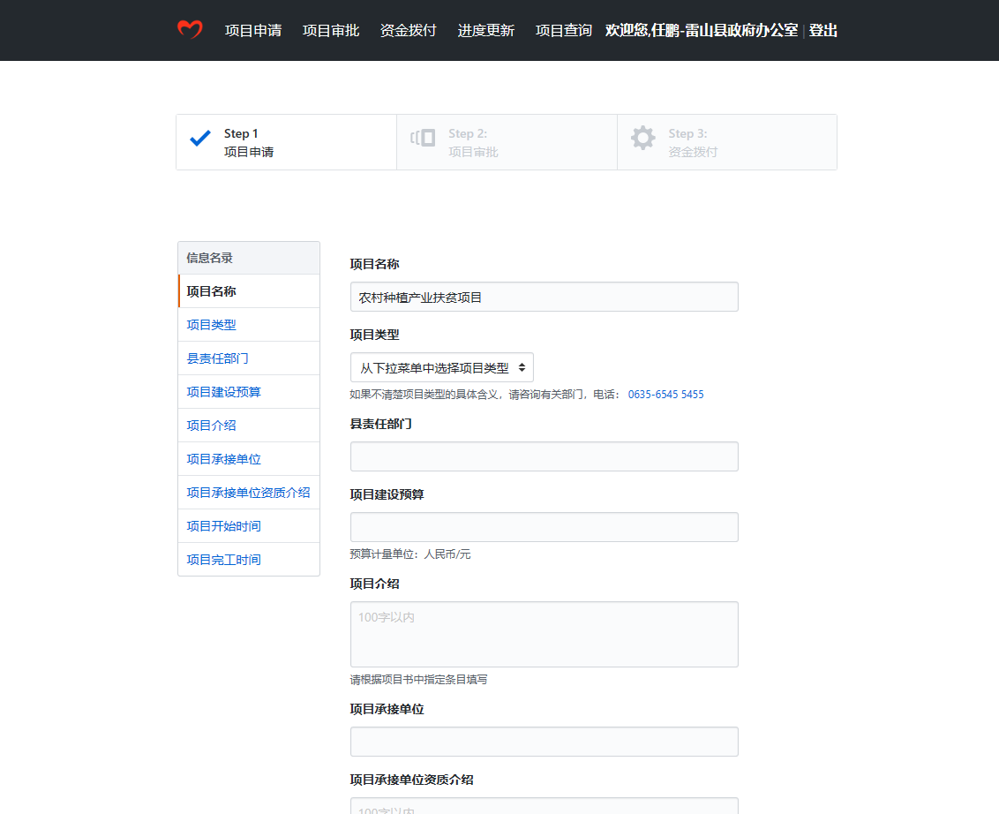 项目申请 项目审批 资金拨付 进度更新 项目查询 欢迎您,任鹏-雷山县政府办公室 | 登出
Step 1
项目申请
Step 2:
项目审批
Step 3:
资金拨付
信息名录
项目名称
项目类型
县责任部门
项目建设预算
项目介绍
项目承接单位
项目承接单位资质介绍
项目开始时间
项目完工时间
项目名称
农村种植产业扶贫项目
项目类型
从下拉菜单中选择项目类型
如果不清楚项目类型的具体含义，请咨询有关部门，电话： 0635-6545 5455
县责任部门
项目建设预算
预算计量单位：人民币/元
项目介绍
100字以内
请根据项目书中指定条目填写
项目承接单位
项目承接单位资质介绍
100字以内